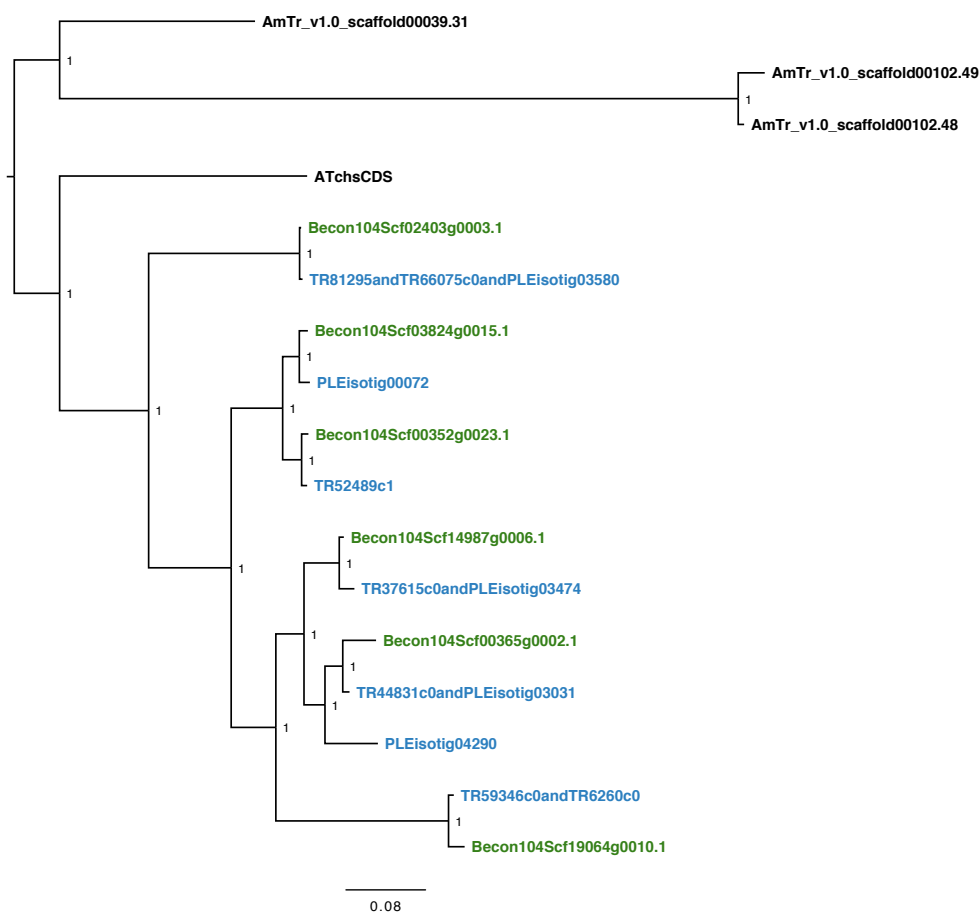 AmTr_v1.0_scaffold00039.31
1
AmTr_v1.0_scaffold00102.49
1
AmTr_v1.0_scaffold00102.48
ATchsCDS
Becon104Scf02403g0003.1
1
TR81295andTR66075c0andPLEisotig03580
1
Becon104Scf03824g0015.1
1
PLEisotig00072
1
1
Becon104Scf00352g0023.1
1
TR52489c1
Becon104Scf14987g0006.1
1
1
TR37615c0andPLEisotig03474
1
Becon104Scf00365g0002.1
1
TR44831c0andPLEisotig03031
1
1
PLEisotig04290
TR59346c0andTR6260c0
1
Becon104Scf19064g0010.1
0.08